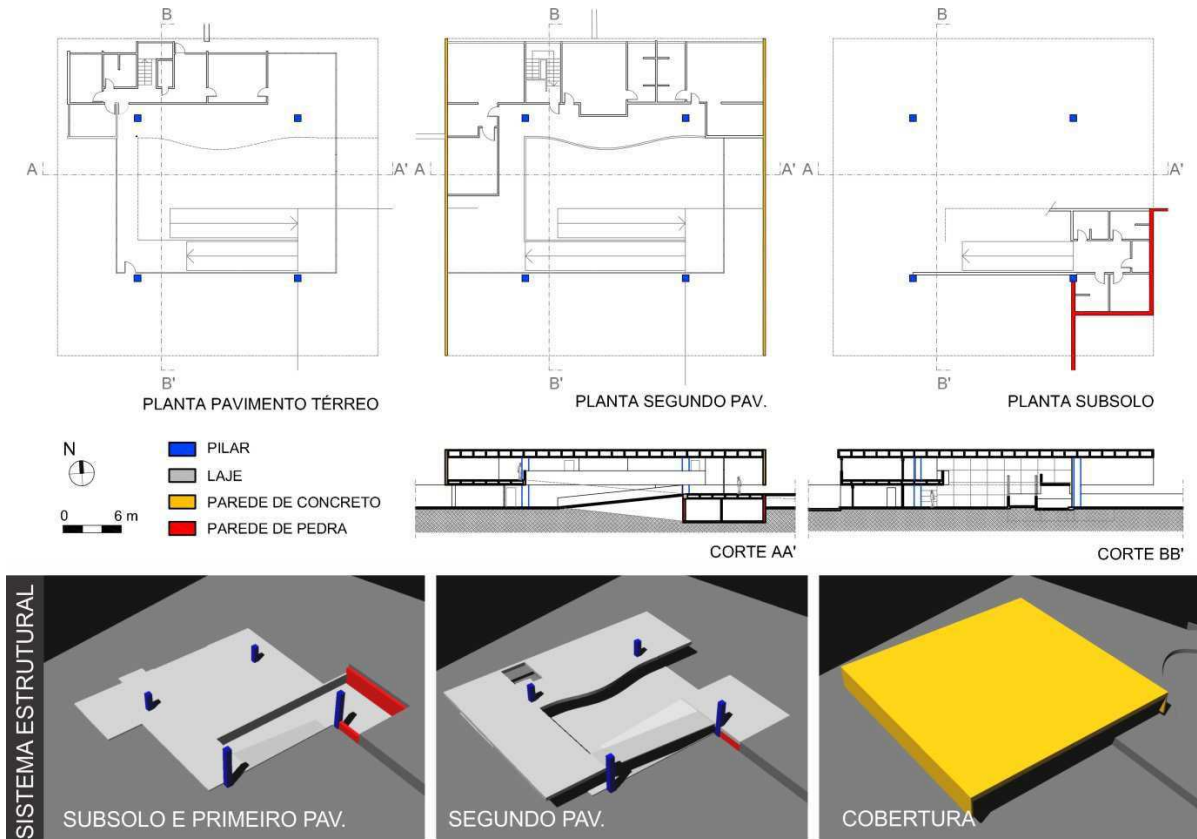 B
B
B
A
A'
A
A'
A
A'
B'
B'
B'
PLANTA PAVIMENTO TÉRREO
PLANTA SEGUNDO PAV.
PLANTA SUBSOLO
N
0 6 m
PILAR
LAJE
PAREDE DE CONCRETO
PAREDE DE PEDRA
CORTE AA'
CORTE BB'
SISTEMA ESTRUTURAL
SUBSOLO E PRIMEIRO PAV.
SEGUNDO PAV.
COBERTURA